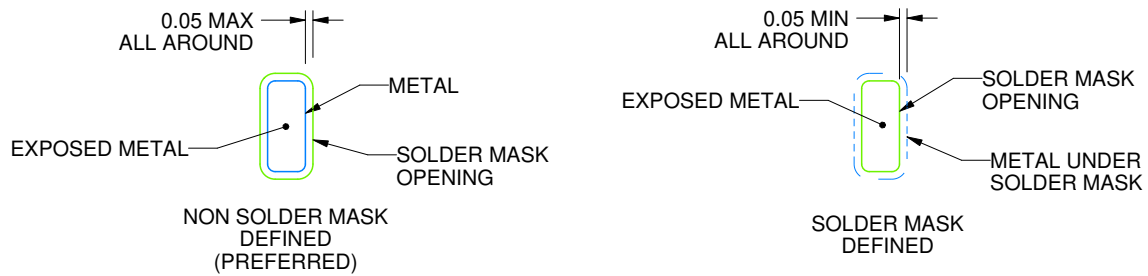 0.05 MAX
ALL AROUND
METAL
EXPOSED METAL
SOLDER MASK
OPENING
NON SOLDER MASK
DEFINED
(PREFERRED)
0.05 MIN
ALL AROUND
SOLDER MASK
OPENING
EXPOSED METAL
METAL UNDER
SOLDER MASK
SOLDER MASK
DEFINED